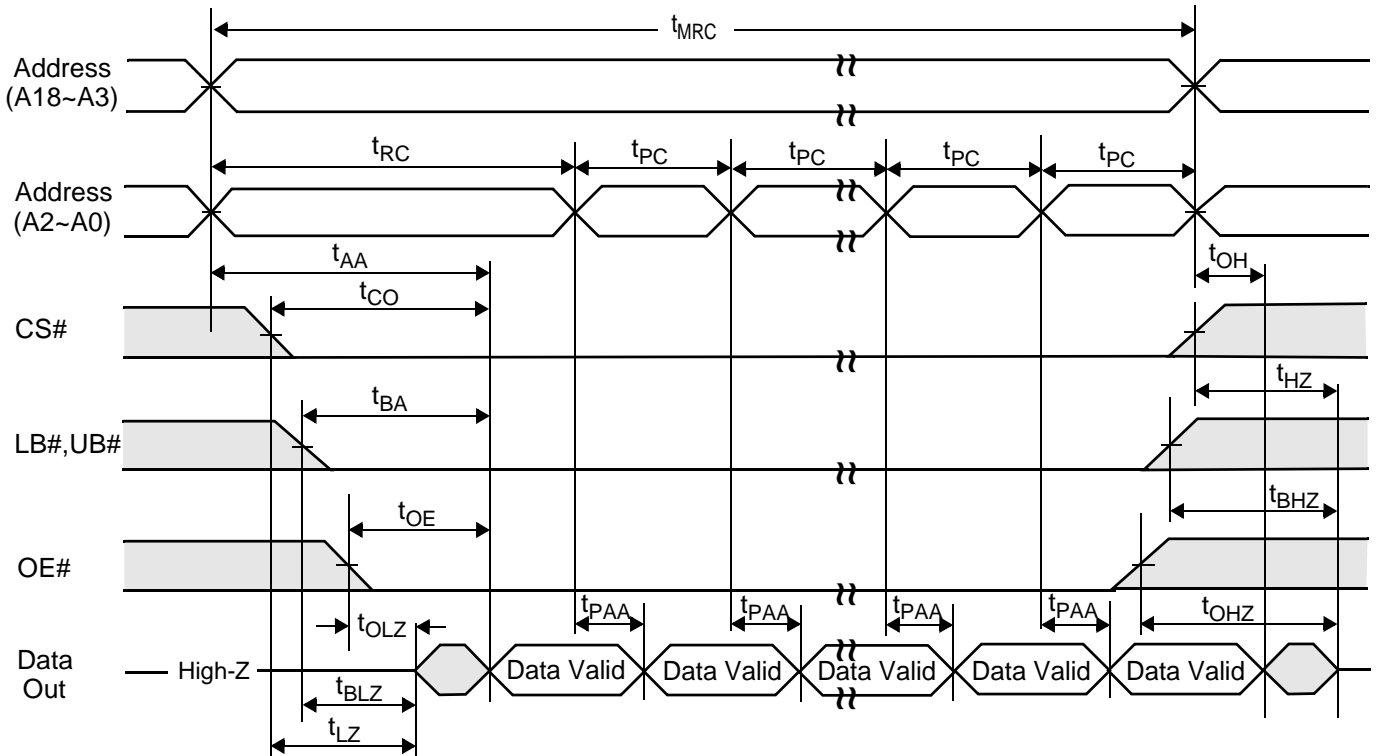 tMRC
Address
(A18~A3)
tRC
tPC
tPC
tPC
tPC
Address
(A2~A0)
tAA
tOH
tCO
CS#
tHZ
tBA
LB#,UB#
tBHZ
tOE
OE#
tOLZ
tPAA
tPAA
tPAA
tPAA
tOHZ
Data
Out
High-Z
Data Valid
Data Valid
Data Valid
Data Valid
Data Valid
tBLZ
tLZ